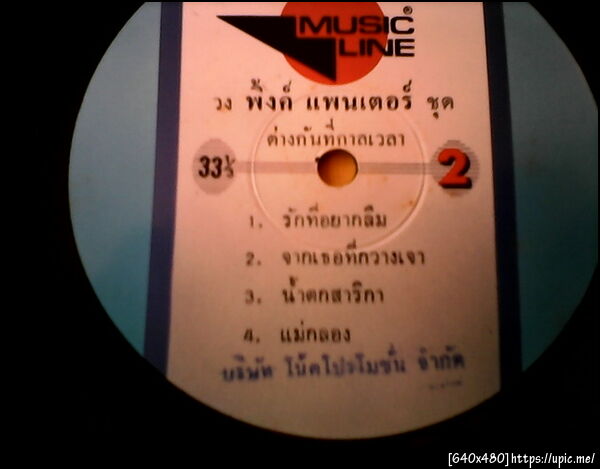 MUSIC®
LINE
วง พิ้งค์ แพนเตอร์ ชุด
ต่างกันที่กาลเวลา
33⅓
2
1. รักที่อยากลืม
2. จากเธอที่กวางเจา
3. น้ำตกสาริกา
4. แม่กลอง
บริษัท โน๊คโปรโมชั่น จำกัด
[640x480]https://upic.me/